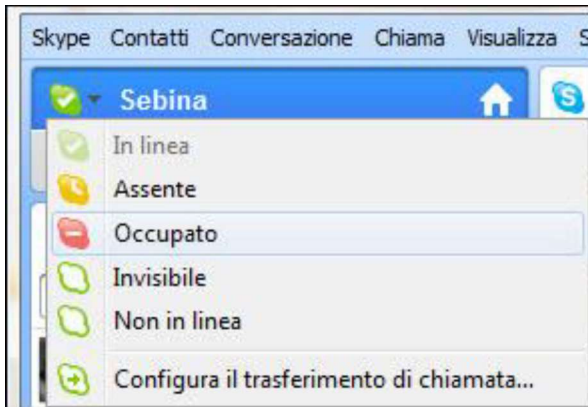 Skype Contatti Conversazione Chiama Visualizza S
Sebina
In linea
Assente
Occupato
Invisibile
Non in linea
Configura il trasferimento di chiamata...